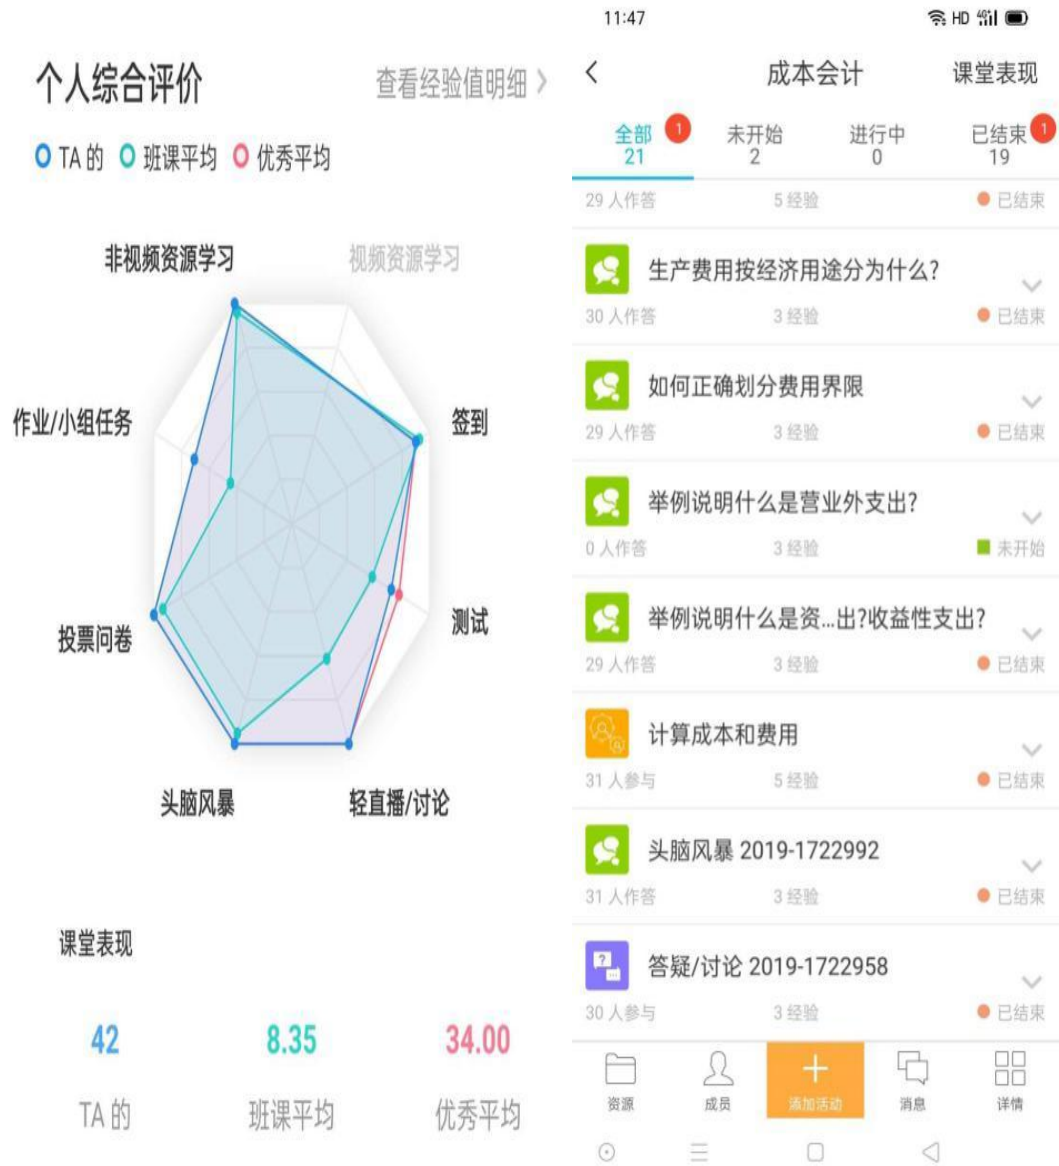 个人综合评价
查看经验值明细
TA 的 班课平均 优秀平均
非视频资源学习
视频资源学习
作业/小组任务
签到
投票问卷
测试
头脑风暴
轻直播/讨论
课堂表现
42 8.35 34.00
TA 的 班课平均 优秀平均
11:47 HD 4G
成本会计 课堂表现
全部 1 未开始 进行中 已结束 1
21 2 0 19
29 人作答 5 经验 已结束
生产费用按经济用途分为什么?
30 人作答 3 经验 已结束
如何正确划分费用界限
29 人作答 3 经验 已结束
举例说明什么是营业外支出?
0 人作答 3 经验 未开始
举例说明什么是资...出?收益性支出?
29 人作答 3 经验 已结束
计算成本和费用
31 人参与 5 经验 已结束
头脑风暴 2019-1722992
31 人作答 3 经验 已结束
答疑/讨论 2019-1722958
30 人参与 3 经验 已结束
资源 成员 添加活动 消息 详情